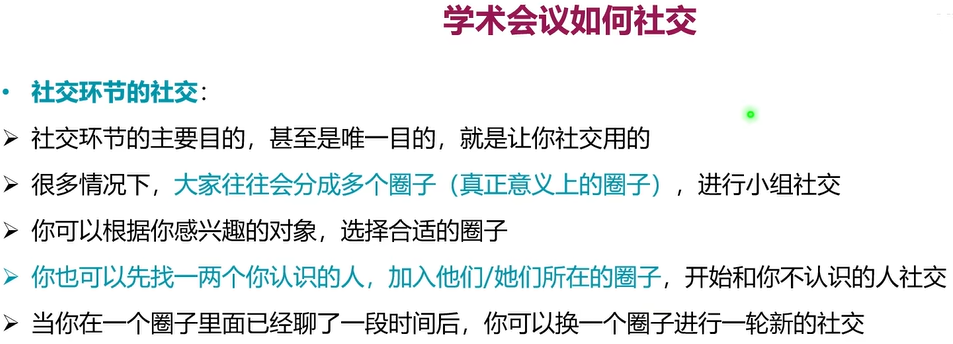 学术会议如何社交
• 社交环节的社交：
➢ 社交环节的主要目的，甚至是唯一目的，就是让你社交用的
➢ 很多情况下，大家往往会分成多个圈子（真正意义上的圈子），进行小组社交
➢ 你可以根据你感兴趣的对象，选择合适的圈子
➢ 你也可以先找一两个你认识的人，加入他们/她们所在的圈子，开始和你不认识的人社交
➢ 当你在一个圈子里面已经聊了一段时间后，你可以换一个圈子进行一轮新的社交